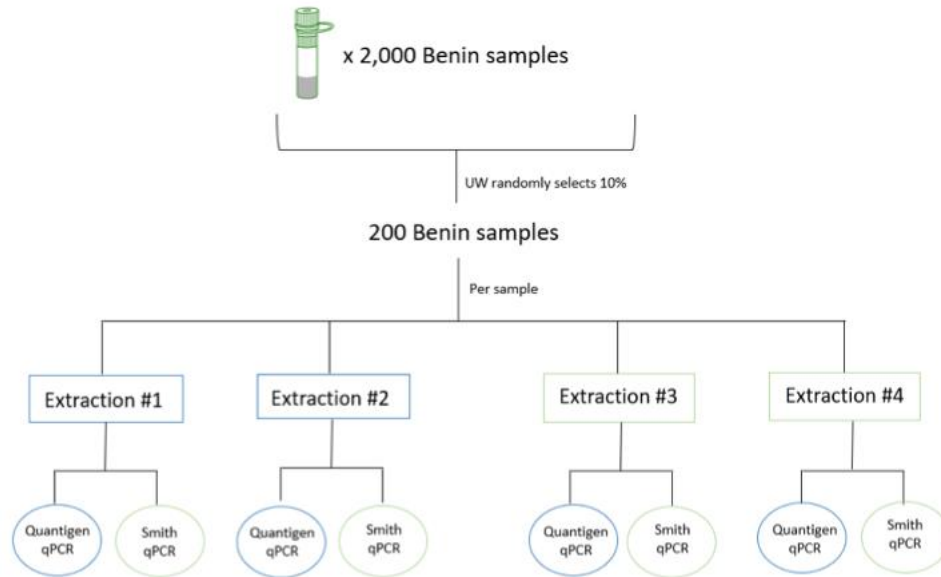 x 2,000 Benin samples
UW randomly selects 10%
200 Benin samples
Per sample
Extraction #1
Extraction #2
Extraction #3
Extraction #4
Quantigen
qPCR
Smith
qPCR
Quantigen
qPCR
Smith
qPCR
Quantigen
qPCR
Smith
qPCR
Quantigen
qPCR
Smith
qPCR